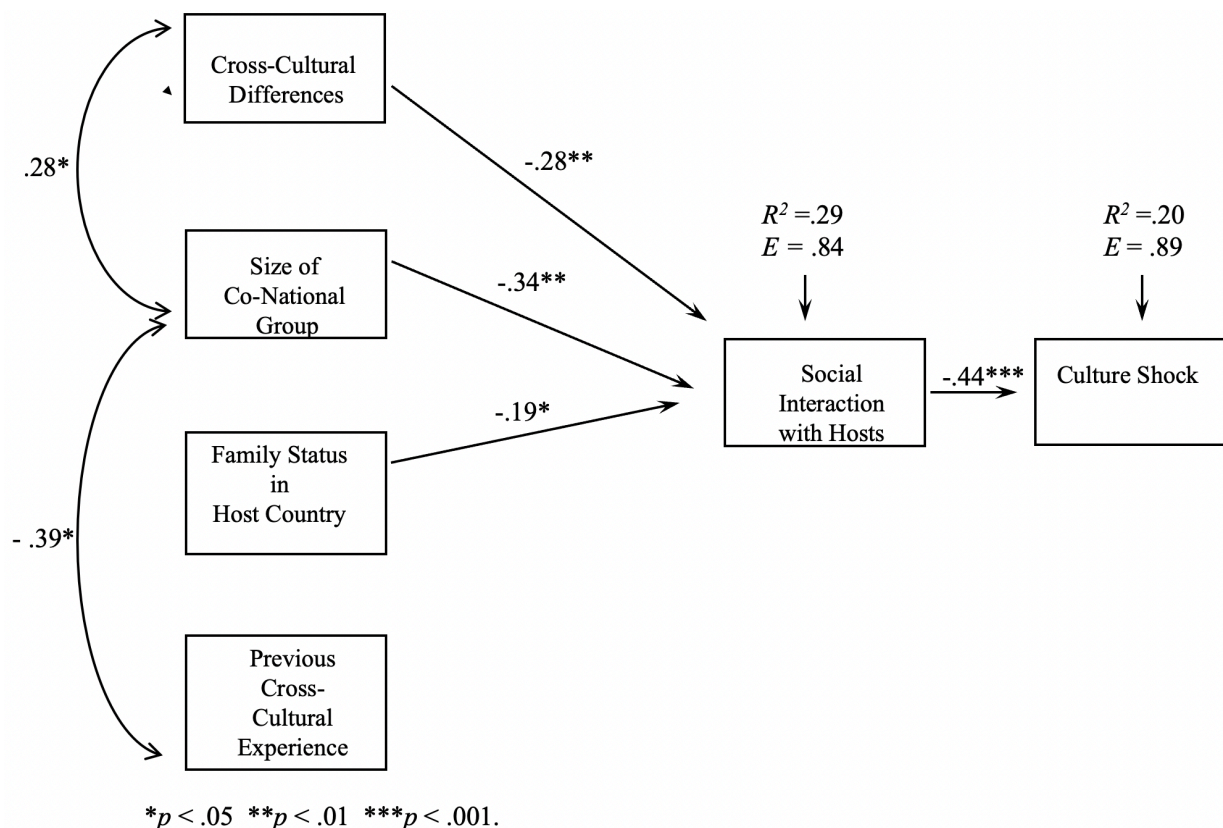 Cross-Cultural
Differences
.28*
-.28**
R² =.29
E = .84
R² =.20
E = .89
Size of
Co-National
Group
-.34**
Social
Interaction
with Hosts
-.44***
Culture Shock
-.19*
Family Status
in
Host Country
- .39*
Previous
Cross-
Cultural
Experience
*p < .05 **p < .01 ***p < .001.